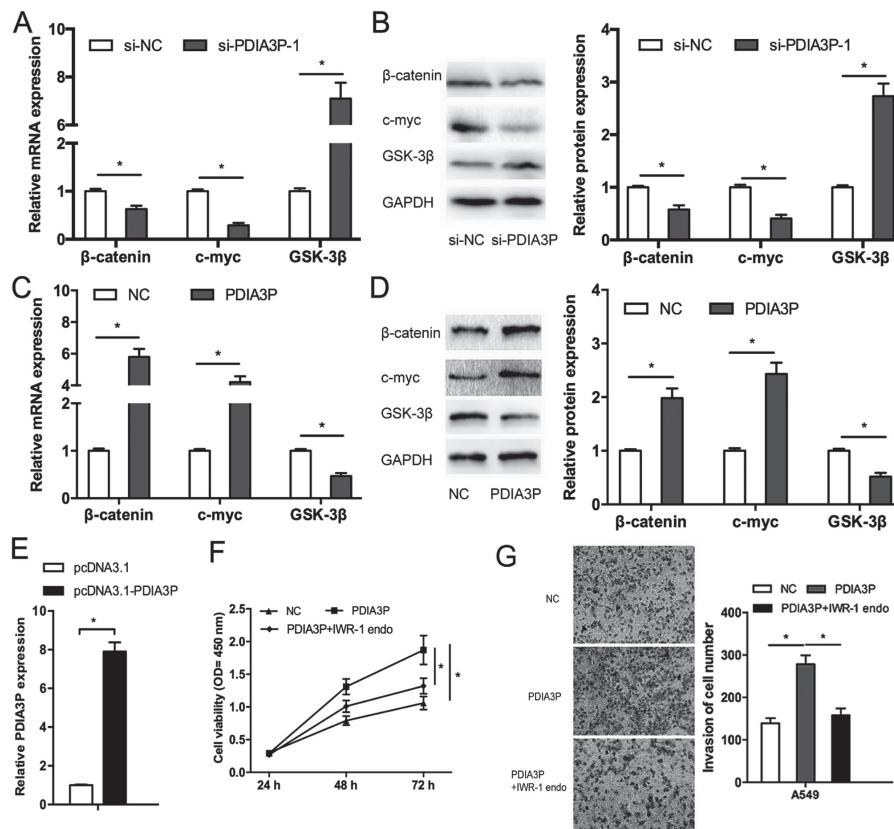 A
si-NC si-PDIA3P-1
Relative mRNA expression
10
8
6
4
2
1
0
*
*
*
β-catenin c-myc GSK-3β
B
β-catenin
c-myc
GSK-3β
GAPDH
si-NC si-PDIA3P
si-NC si-PDIA3P-1
Relative protein expression
4
3
2
1
0
*
*
*
β-catenin c-myc GSK-3β
C
NC PDIA3P
Relative mRNA expression
10
8
6
4
2
1
0
*
*
*
β-catenin c-myc GSK-3β
D
β-catenin
c-myc
GSK-3β
GAPDH
NC PDIA3P
NC PDIA3P
Relative protein expression
4
3
2
1
0
*
*
*
β-catenin c-myc GSK-3β
E
pcDNA3.1
pcDNA3.1-PDIA3P
Relative PDIA3P expression
10
8
6
4
2
0
*
F
NC PDIA3P
PDIA3P+IWR-1 endo
Cell viability (OD= 450 nm)
2.5
2.0
1.5
1.0
0.5
0.0
*
*
24 h 48 h 72 h
G
NC
PDIA3P
PDIA3P
+IWR-1 endo
NC PDIA3P
PDIA3P+IWR-1 endo
Invasion of cell number
400
300
200
100
0
* *
A549